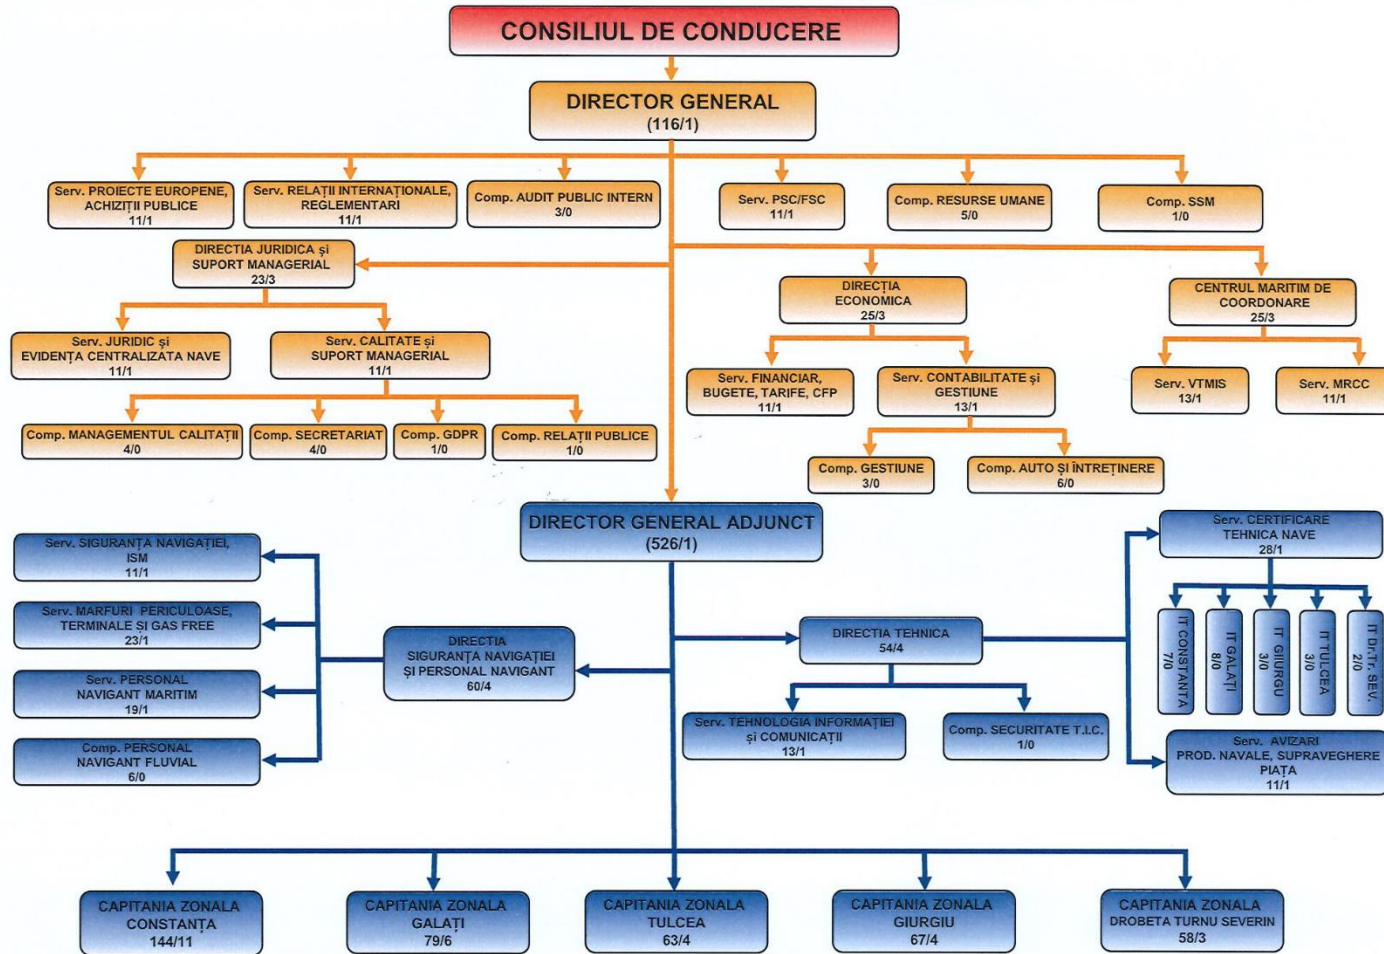 CONSILIUL DE CONDUCERE
DIRECTOR GENERAL
(116/1)
Serv. PROIECTE EUROPENE,
ACHIZIȚII PUBLICE
11/1
Serv. RELAȚII INTERNAȚIONALE,
REGLEMENTARI
11/1
Comp. AUDIT PUBLIC INTERN
3/0
Serv. PSC/FSC
11/1
Comp. RESURSE UMANE
5/0
Comp. SSM
1/0
DIRECTIA JURIDICA și
SUPORT MANAGERIAL
23/3
DIRECȚIA
ECONOMICA
25/3
CENTRUL MARITIM DE
COORDONARE
25/3
Serv. JURIDIC și
EVIDENȚA CENTRALIZATA NAVE
11/1
Serv. CALITATE și
SUPORT MANAGERIAL
11/1
Serv. FINANCIAR,
BUGETE, TARIFE, CFP
11/1
Serv. CONTABILITATE și
GESTIUNE
13/1
Serv. VTMIS
13/1
Serv. MRCC
11/1
Comp. MANAGEMENTUL CALITAȚII
4/0
Comp. SECRETARIAT
4/0
Comp. GDPR
1/0
Comp. RELAȚII PUBLICE
1/0
Comp. GESTIUNE
3/0
Comp. AUTO ȘI ÎNTREȚINERE
6/0
DIRECTOR GENERAL ADJUNCT
(526/1)
Serv. SIGURANȚA NAVIGAȚIEI,
ISM
11/1
Serv. MARFURI PERICULOASE,
TERMINALE ȘI GAS FREE
23/1
Serv. PERSONAL
NAVIGANT MARITIM
19/1
Comp. PERSONAL
NAVIGANT FLUVIAL
6/0
DIRECTIA
SIGURANȚA NAVIGAȚIEI
ȘI PERSONAL NAVIGANT
60/4
DIRECTIA TEHNICA
54/4
Serv. TEHNOLOGIA INFORMAȚIEI
și COMUNICAȚII
13/1
Comp. SECURITATE T.I.C.
1/0
Serv. CERTIFICARE
TEHNICA NAVE
28/1
IT CONSTANTA
7/0
IT GALAȚI
8/0
IT GIURGIU
3/0
IT TULCEA
3/0
IT Dr.Tr. SEV.
2/0
Serv. AVIZARI
PROD. NAVALE, SUPRAVEGHERE
PIAȚA
11/1
CAPITANIA ZONALA
CONSTANȚA
144/11
CAPITANIA ZONALA
GALAȚI
79/6
CAPITANIA ZONALA
TULCEA
63/4
CAPITANIA ZONALA
GIURGIU
67/4
CAPITANIA ZONALA
DROBETA TURNU SEVERIN
58/3